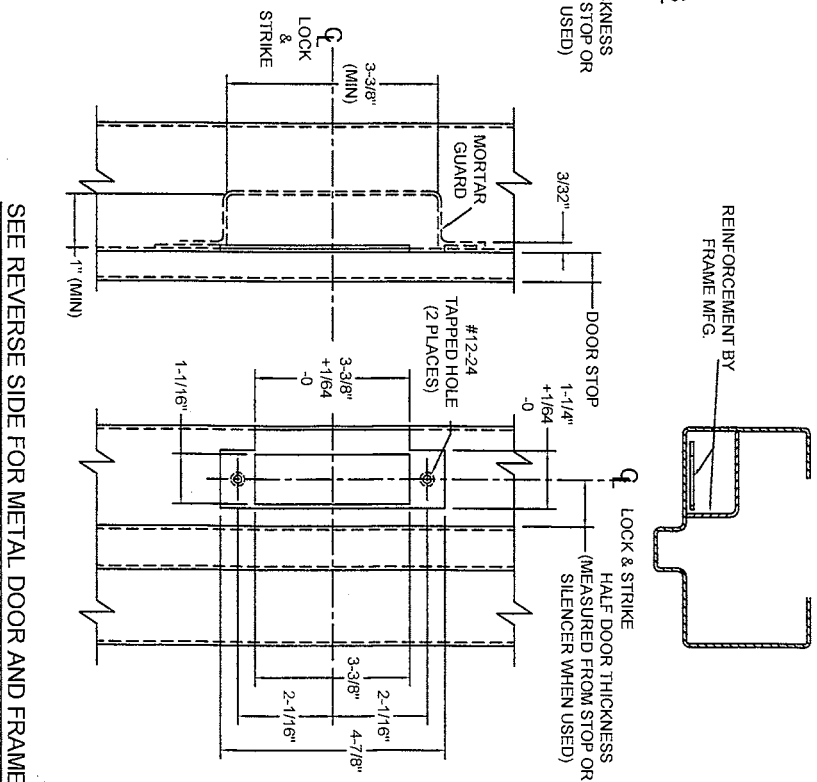 KNESS
STOP OR
USED)
REINFORCEMENT BY
FRAME MFG.
℄
LOCK
&
STRIKE
3-3/8"
(MIN)
MORTAR
GUARD
3/32"
DOOR STOP
1" (MIN)
℄ LOCK & STRIKE
HALF DOOR THICKNESS
(MEASURED FROM STOP OR
SILENCER WHEN USED)
1-1/4"
+1/64
-0
#12-24
TAPPED HOLE
(2 PLACES)
3-3/8"
+1/64
-0
1-1/16"
3-3/8"
2-1/16"
2-1/16"
4-7/8"
SEE REVERSE SIDE FOR METAL DOOR AND FRAME